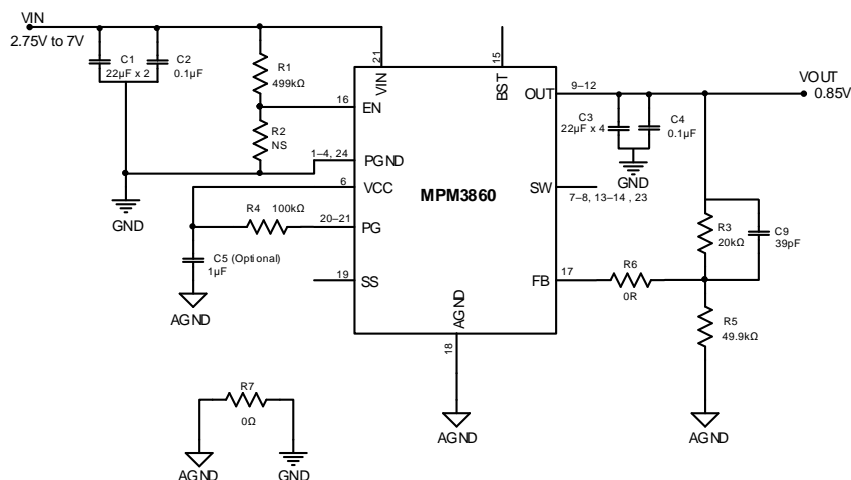 VIN
2.75V to 7V
C1
22µF x 2
C2
0.1µF
R1
499kΩ
R2
NS
GND
21
VIN
15
BST
16
EN
1–4, 24
PGND
6
VCC
R4 100kΩ
20–21
PG
C5 (Optional)
1µF
AGND
19
SS
MPM3860
OUT
9–12
SW
7–8, 13–14 , 23
FB
17
AGND
18
AGND
C3
22µF x 4
C4
0.1µF
GND
VOUT
0.85V
R3
20kΩ
C9
39pF
R6
0R
R5
49.9kΩ
AGND
R7
0Ω
AGND
GND